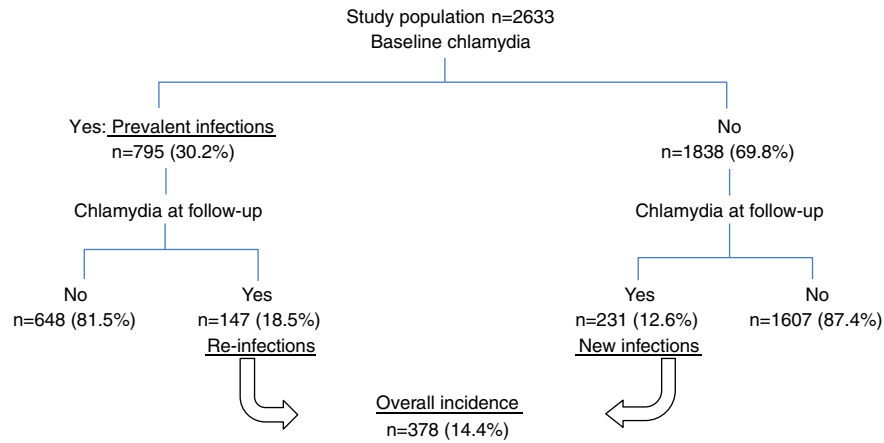 Study population n=2633
Baseline chlamydia
Yes: Prevalent infections
n=795 (30.2%)
No
n=1838 (69.8%)
Chlamydia at follow-up
Chlamydia at follow-up
No
n=648 (81.5%)
Yes
n=147 (18.5%)
Re-infections
Yes
n=231 (12.6%)
New infections
No
n=1607 (87.4%)
Overall incidence
n=378 (14.4%)